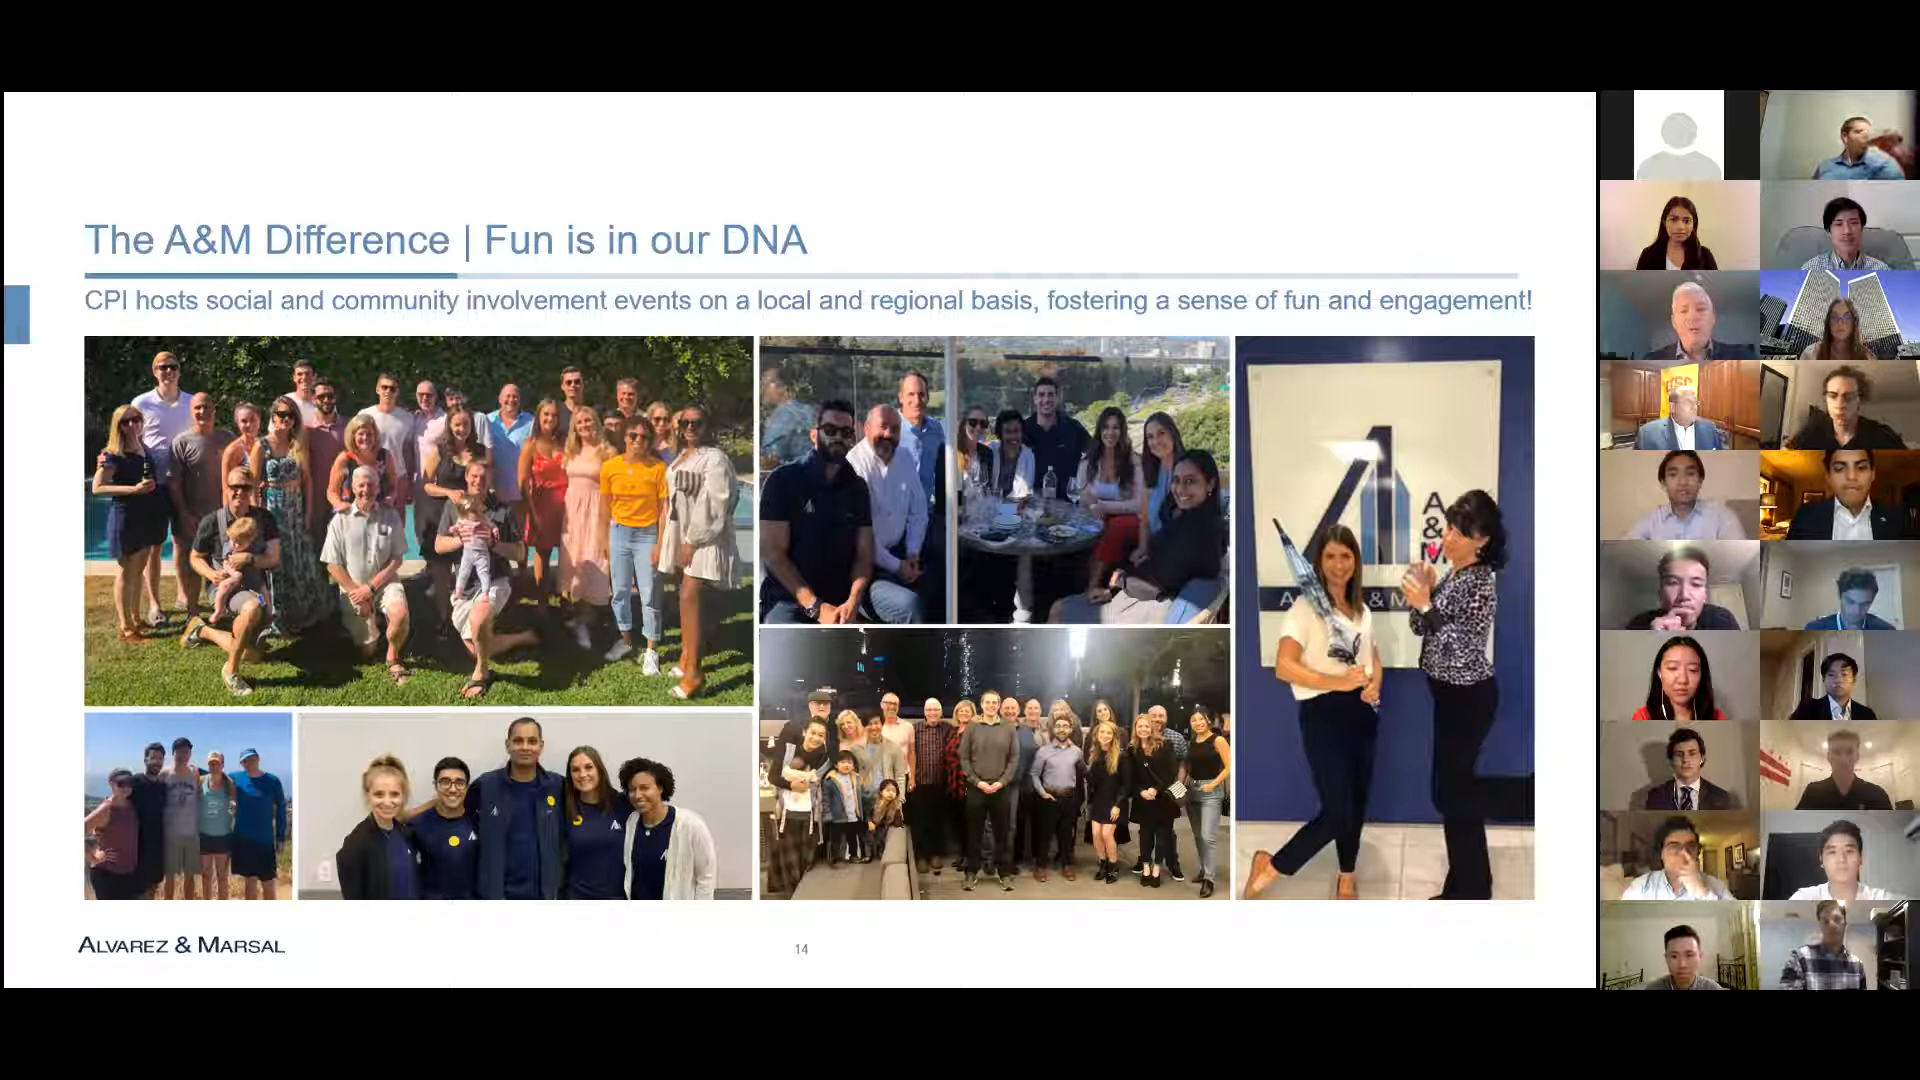 The A&M Difference | Fun is in our DNA
CPI hosts social and community involvement events on a local and regional basis, fostering a sense of fun and engagement!
A
&
M
ALVAREZ & MARSAL
14